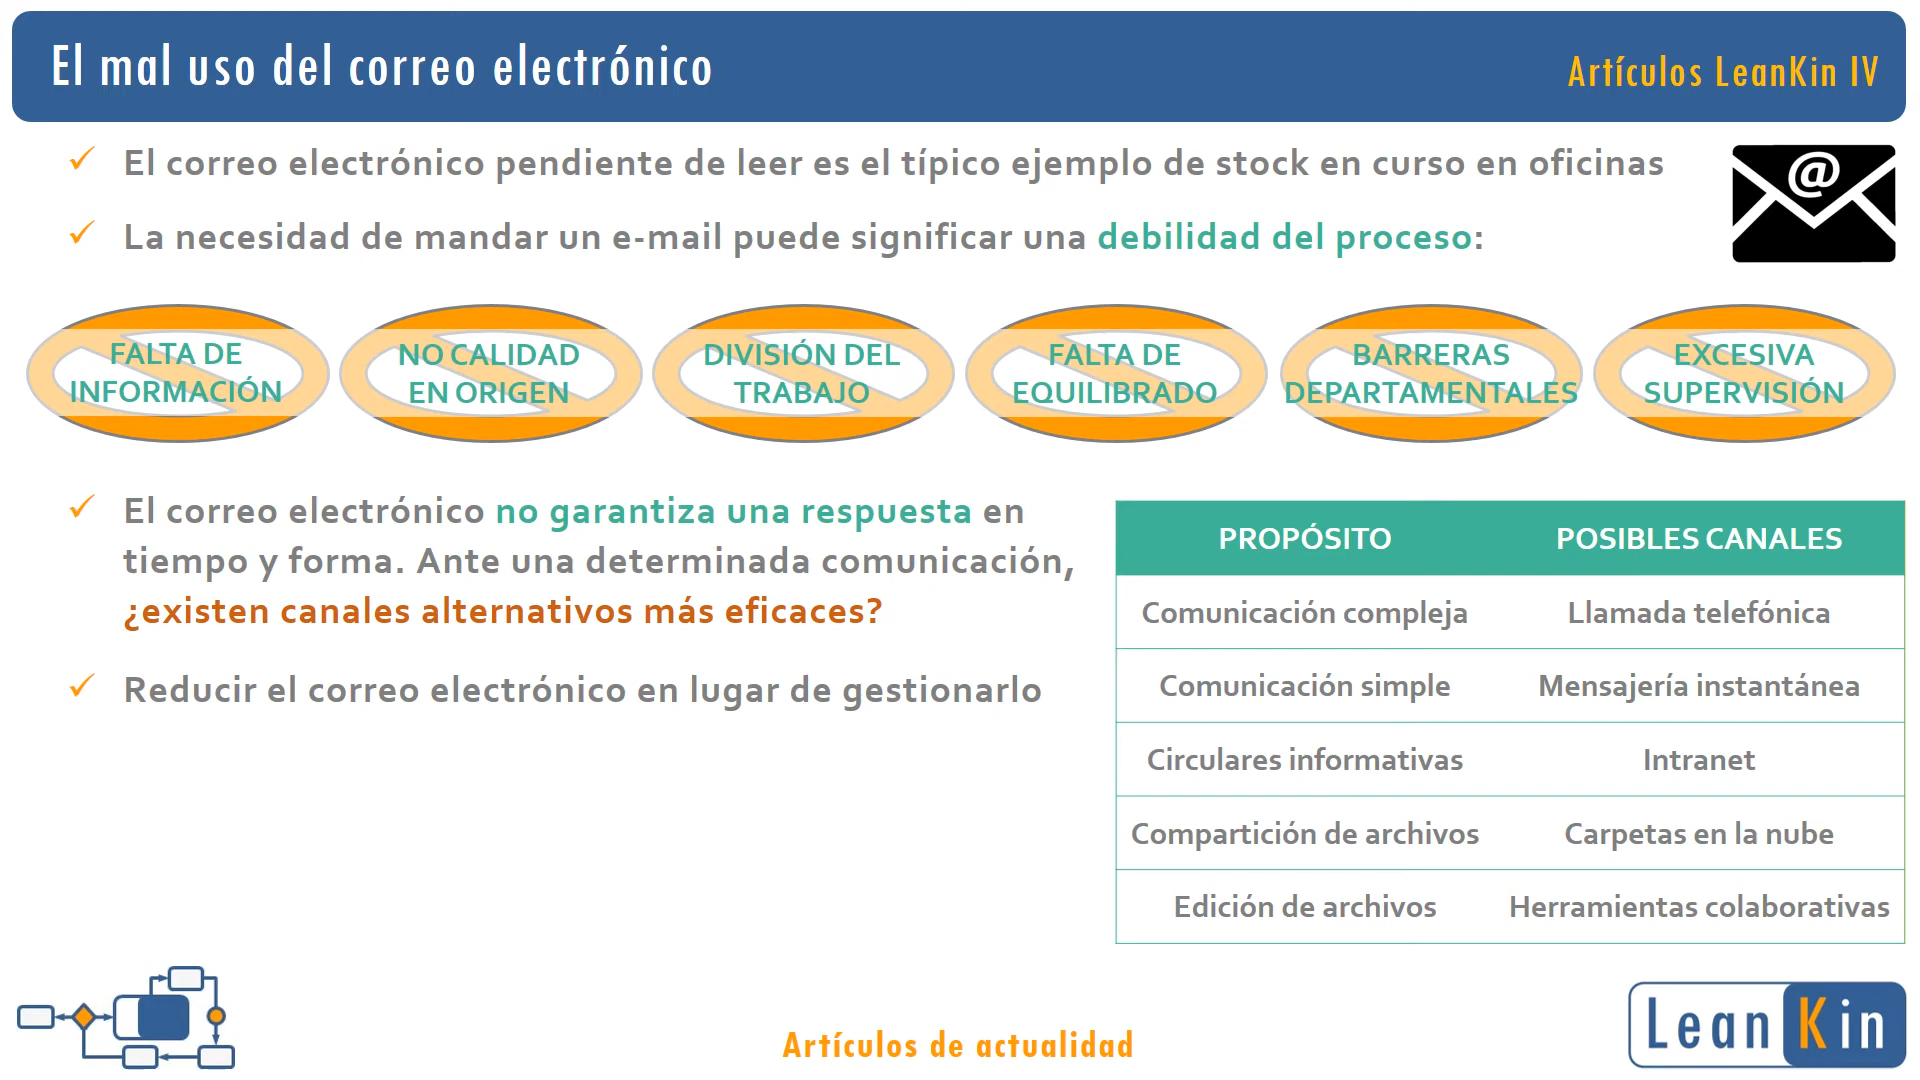 El mal uso del correo electrónico
Artículos LeanKin IV
El correo electrónico pendiente de leer es el típico ejemplo de stock en curso en oficinas
@
La necesidad de mandar un e-mail puede significar una debilidad del proceso:
FALTA DE
INFORMACIÓN
NO CALIDAD
EN ORIGEN
DIVISIÓN DEL
TRABAJO
FALTA DE
EQUILIBRADO
BARRERAS
DEPARTAMENTALES
EXCESIVA
SUPERVISIÓN
El correo electrónico no garantiza una respuesta en
tiempo y forma. Ante una determinada comunicación,
¿existen canales alternativos más eficaces?
Reducir el correo electrónico en lugar de gestionarlo
PROPÓSITO POSIBLES CANALES
Comunicación compleja Llamada telefónica
Comunicación simple Mensajería instantánea
Circulares informativas Intranet
Compartición de archivos Carpetas en la nube
Edición de archivos Herramientas colaborativas
Artículos de actualidad
LeanKin